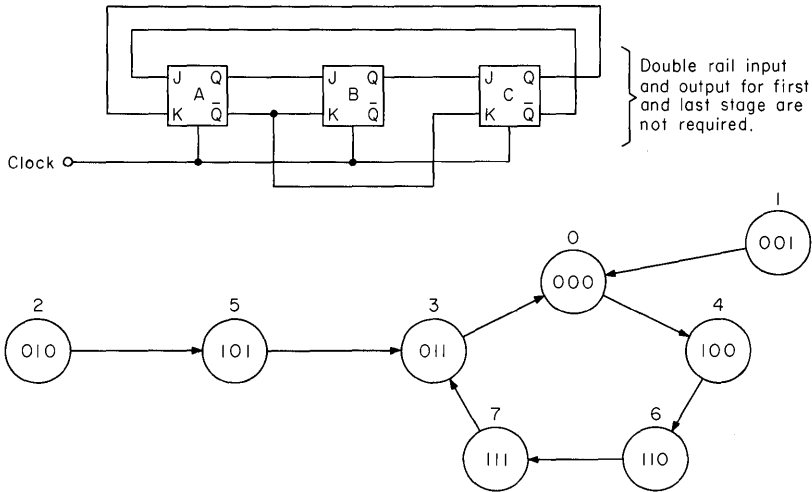 J Q
A
K Q̄
J Q
B
K Q̄
J Q
C
K Q̄
Double rail input
and output for first
and last stage are
not required.
Clock
1
001
0
000
2
010
5
101
3
011
4
100
7
111
6
110